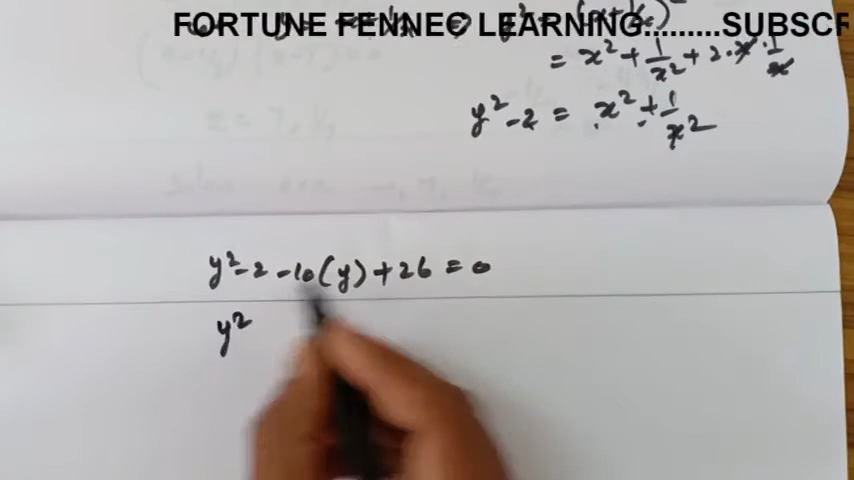 FORTUNE FENNEC LEARNING.........SUBSCR
= x² + 1/x² + 2·x·1/x
y² - 2 = x² + 1/x²
y² - 2 - 10(y) + 26 = 0
y²